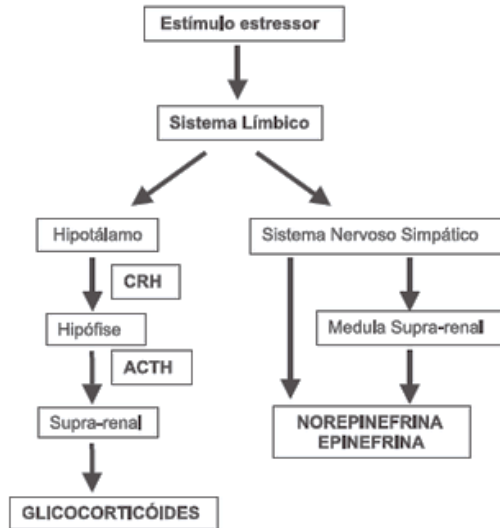 Estímulo estressor
Sistema Límbico
Hipotálamo
Sistema Nervoso Simpático
CRH
Hipófise
Medula Supra-renal
ACTH
Supra-renal
NOREPINEFRINA
EPINEFRINA
GLICOCORTICÓIDES